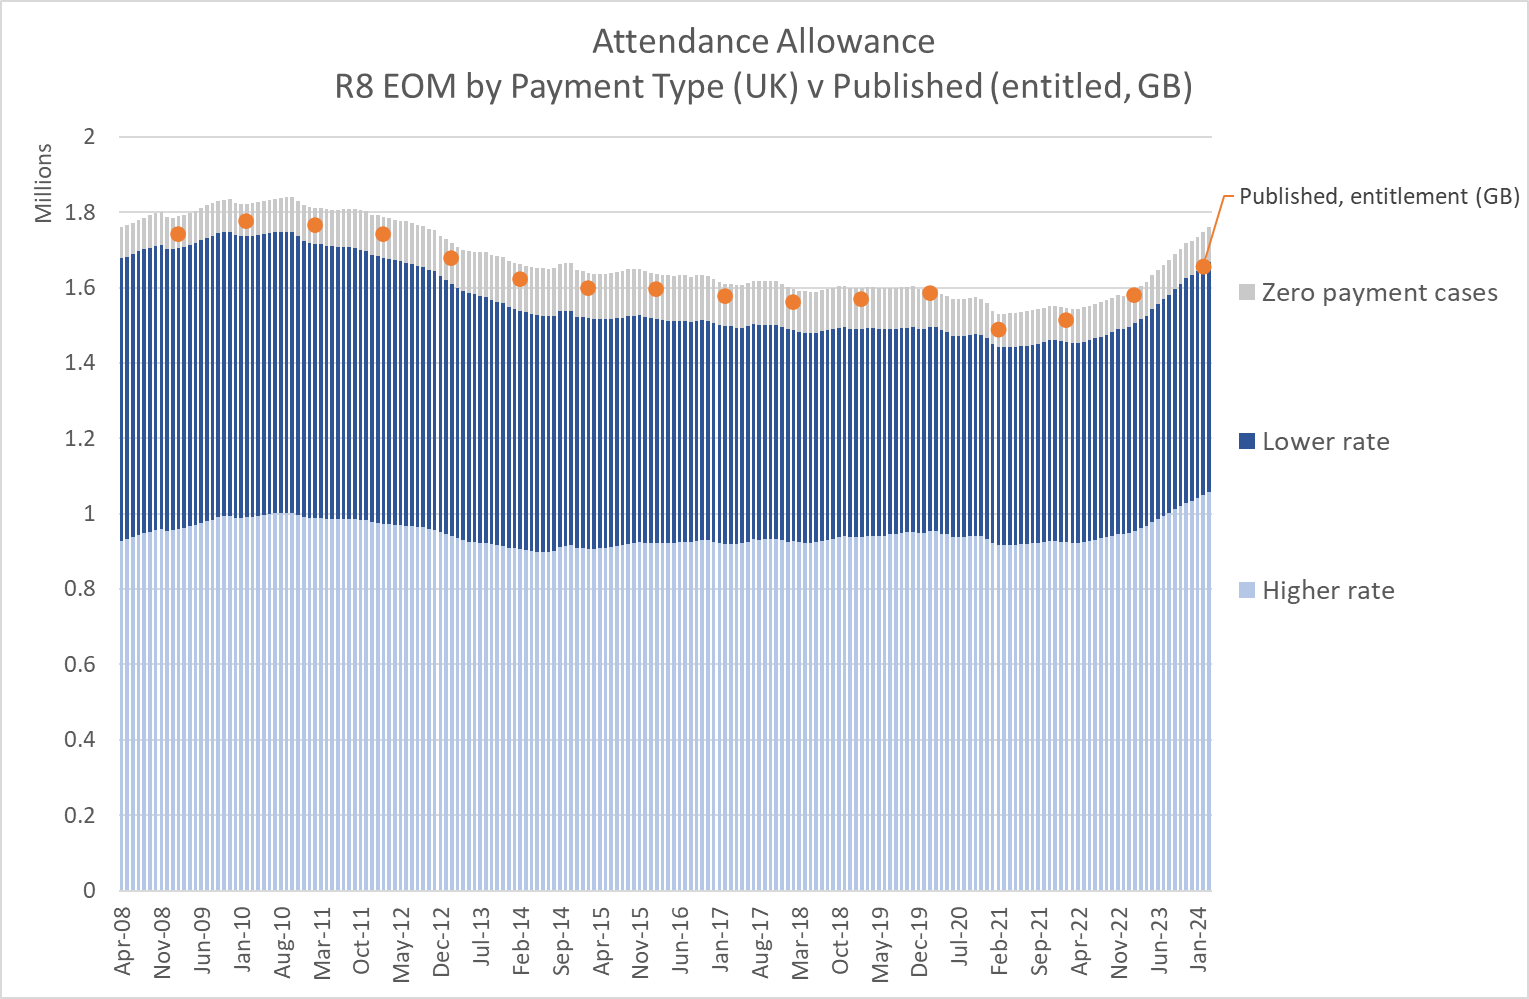 Attendance Allowance
R8 EOM by Payment Type (UK) v Published (entitled, GB)
Millions
2
1.8
1.6
1.4
1.2
1
0.8
0.6
0.4
0.2
0
Apr-08
Nov-08
Jun-09
Jan-10
Aug-10
Mar-11
Oct-11
May-12
Dec-12
Jul-13
Feb-14
Sep-14
Apr-15
Nov-15
Jun-16
Jan-17
Aug-17
Mar-18
Oct-18
May-19
Dec-19
Jul-20
Feb-21
Sep-21
Apr-22
Nov-22
Jun-23
Jan-24
Published, entitlement (GB)
Zero payment cases
Lower rate
Higher rate